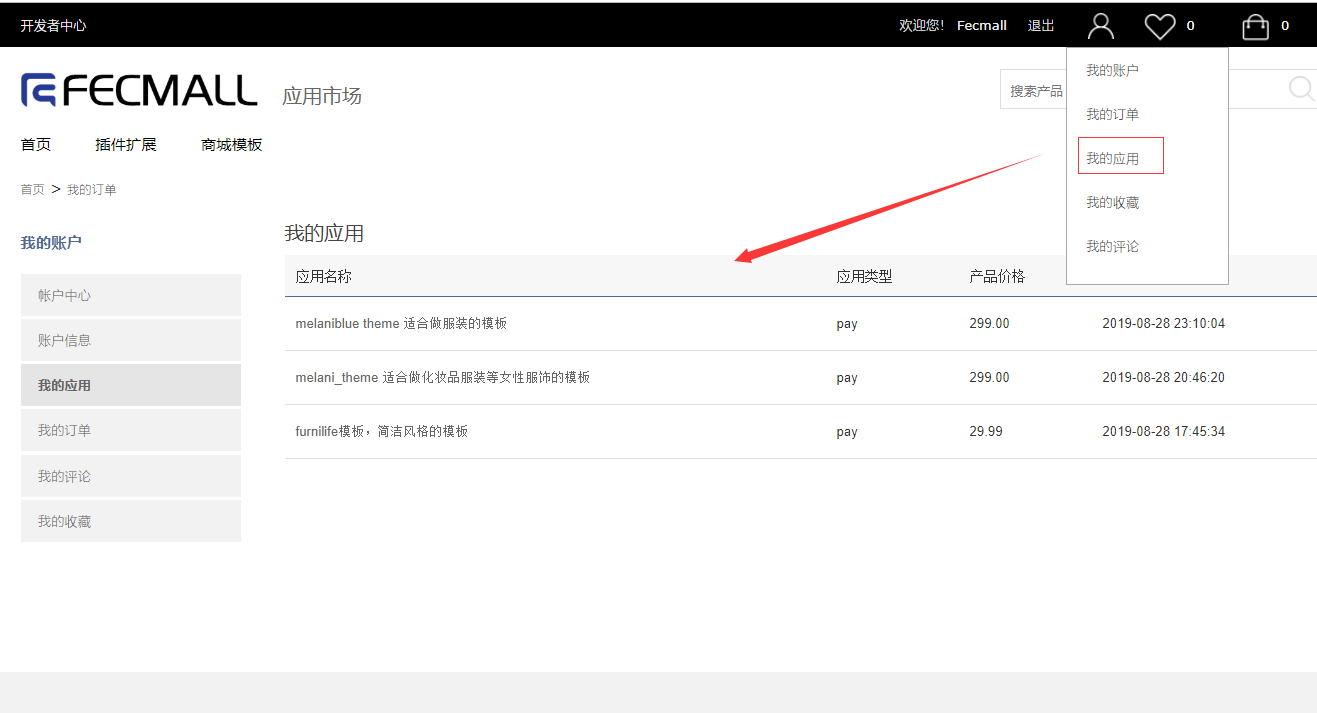 开发者中心
欢迎您! Fecmall 退出 0 0
我的账户
我的订单
我的应用
我的收藏
我的评论
FECMALL 应用市场
搜索产品
首页 插件扩展 商城模板
首页 > 我的订单
我的账户
帐户中心
账户信息
我的应用
我的订单
我的评论
我的收藏
我的应用
应用名称 应用类型 产品价格
melaniblue theme 适合做服装的模板 pay 299.00 2019-08-28 23:10:04
melani_theme 适合做化妆品服装等女性服饰的模板 pay 299.00 2019-08-28 20:46:20
furnilife模板，简洁风格的模板 pay 29.99 2019-08-28 17:45:34